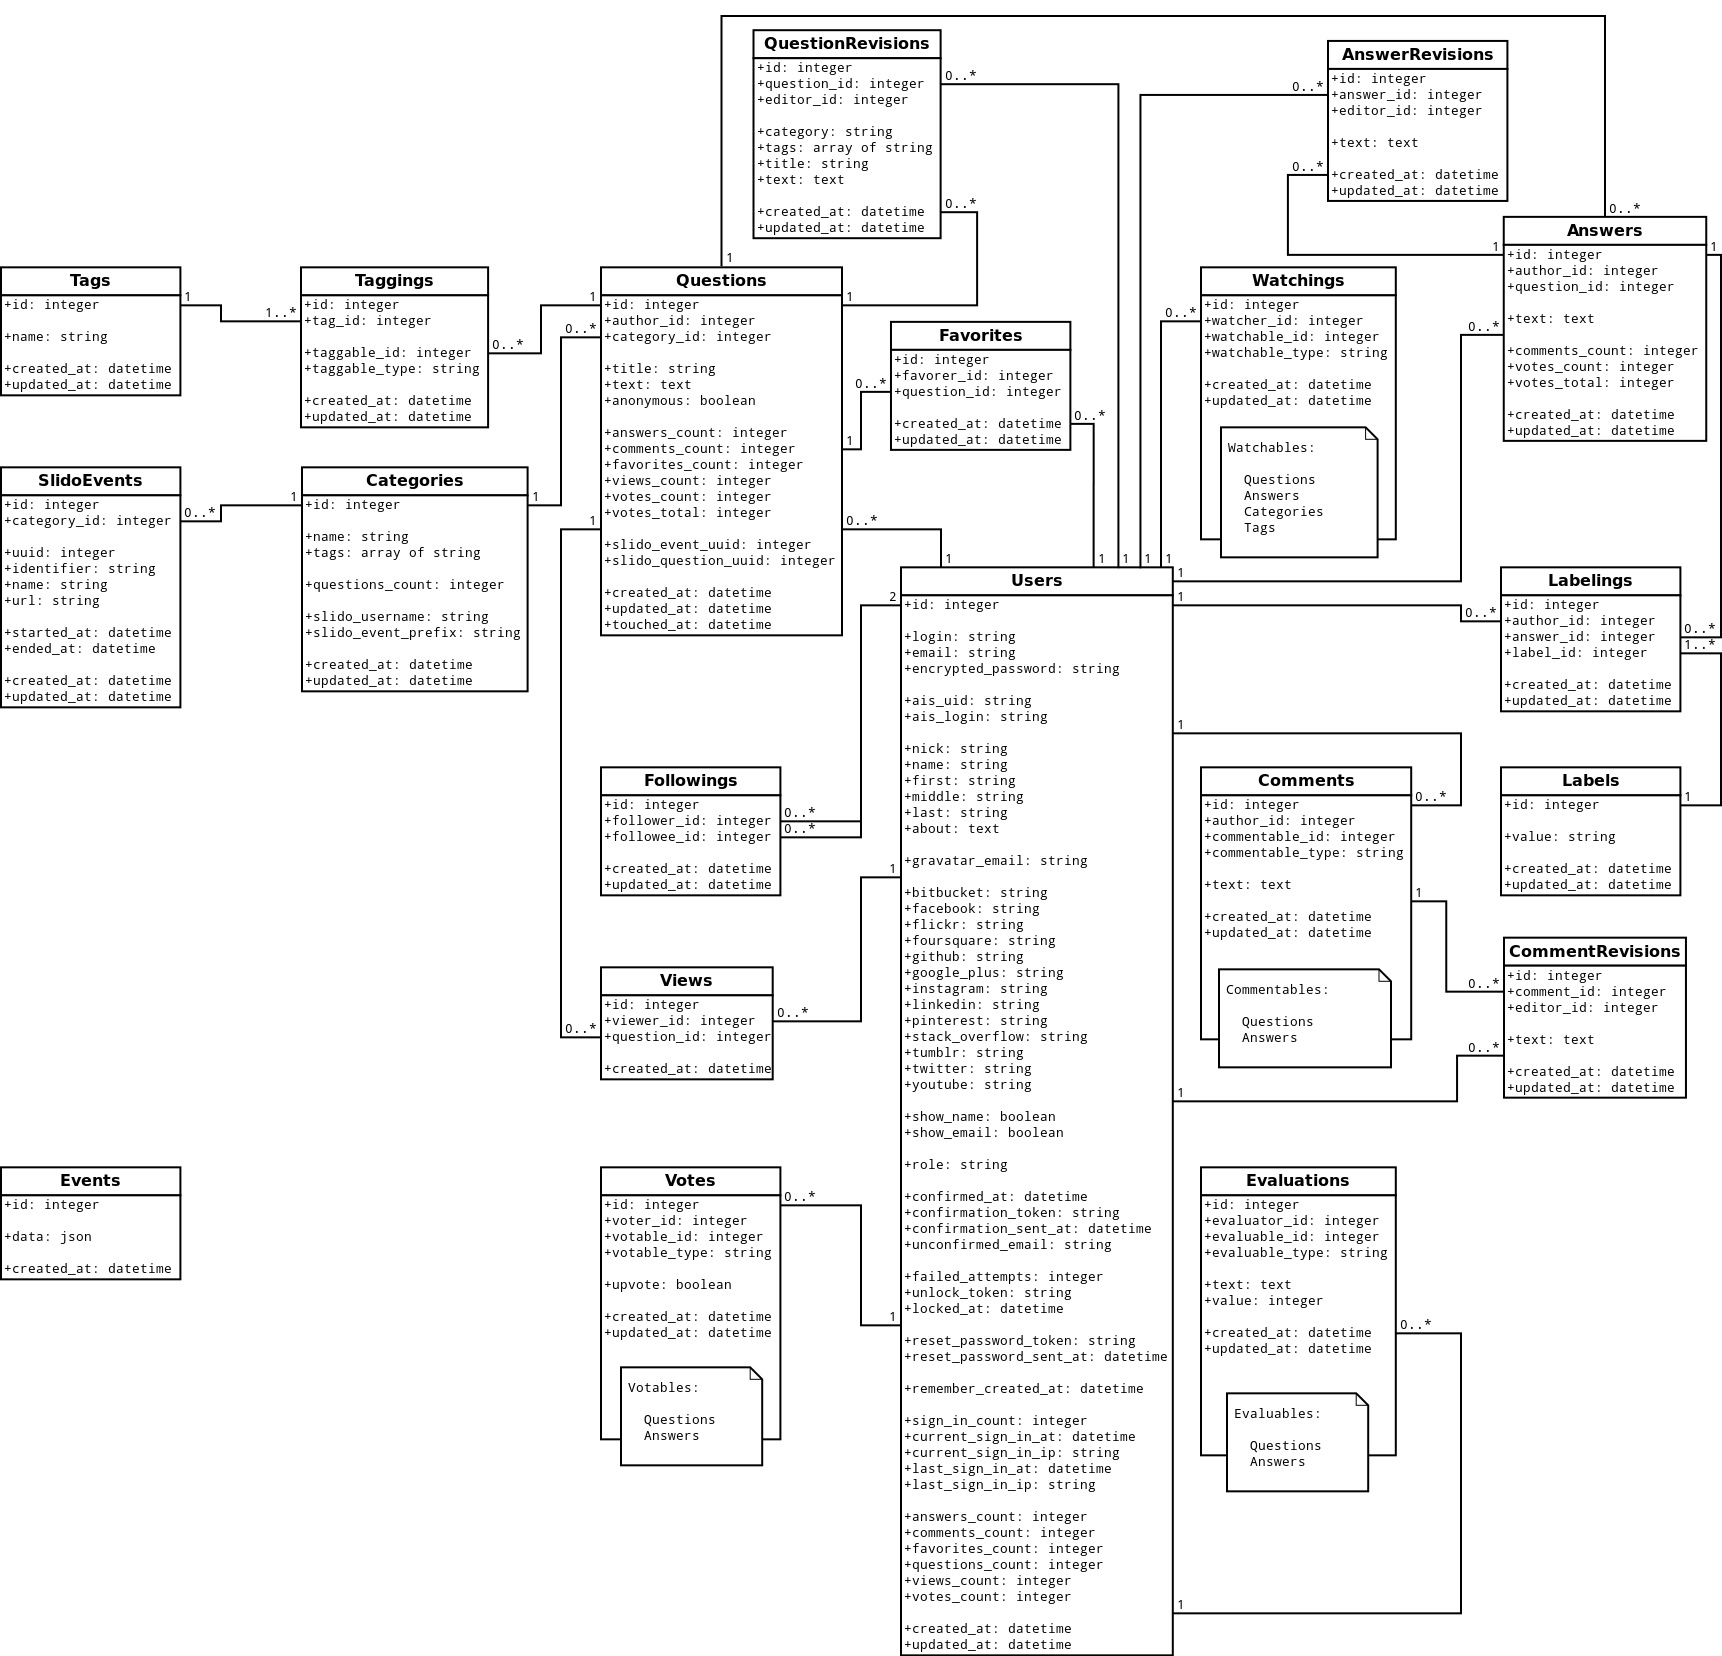 QuestionRevisions
+id: integer
+question_id: integer
+editor_id: integer
+category: string
+tags: array of string
+title: string
+text: text
+created_at: datetime
+updated_at: datetime
0..*
0..*
AnswerRevisions
+id: integer
+answer_id: integer
+editor_id: integer
+text: text
+created_at: datetime
+updated_at: datetime
0..*
0..*
Answers
+id: integer
+author_id: integer
+question_id: integer
+text: text
+comments_count: integer
+votes_count: integer
+votes_total: integer
+created_at: datetime
+updated_at: datetime
0..*
1
1
0..*
Tags
+id: integer
+name: string
+created_at: datetime
+updated_at: datetime
1
1..*
Taggings
+id: integer
+tag_id: integer
+taggable_id: integer
+taggable_type: string
+created_at: datetime
+updated_at: datetime
0..*
1
Questions
+id: integer
+author_id: integer
+category_id: integer
+title: string
+text: text
+anonymous: boolean
+answers_count: integer
+comments_count: integer
+favorites_count: integer
+views_count: integer
+votes_count: integer
+votes_total: integer
+slido_event_uuid: integer
+slido_question_uuid: integer
+created_at: datetime
+updated_at: datetime
+touched_at: datetime
1
0..*
1
1
1
0..*
Favorites
+id: integer
+favorer_id: integer
+question_id: integer
+created_at: datetime
+updated_at: datetime
0..*
0..*
Watchings
+id: integer
+watcher_id: integer
+watchable_id: integer
+watchable_type: string
+created_at: datetime
+updated_at: datetime
Watchables:
Questions
Answers
Categories
Tags
0..*
SlidoEvents
+id: integer
+category_id: integer
+uuid: integer
+identifier: string
+name: string
+url: string
+started_at: datetime
+ended_at: datetime
+created_at: datetime
+updated_at: datetime
0..*
1
Categories
+id: integer
+name: string
+tags: array of string
+questions_count: integer
+slido_username: string
+slido_event_prefix: string
+created_at: datetime
+updated_at: datetime
1
1
1
1
1
1
Users
+id: integer
+login: string
+email: string
+encrypted_password: string
+ais_uid: string
+ais_login: string
+nick: string
+name: string
+first: string
+middle: string
+last: string
+about: text
+gravatar_email: string
+bitbucket: string
+facebook: string
+flickr: string
+foursquare: string
+github: string
+google_plus: string
+instagram: string
+linkedin: string
+pinterest: string
+stack_overflow: string
+tumblr: string
+twitter: string
+youtube: string
+show_name: boolean
+show_email: boolean
+role: string
+confirmed_at: datetime
+confirmation_token: string
+confirmation_sent_at: datetime
+unconfirmed_email: string
+failed_attempts: integer
+unlock_token: string
+locked_at: datetime
+reset_password_token: string
+reset_password_sent_at: datetime
+remember_created_at: datetime
+sign_in_count: integer
+current_sign_in_at: datetime
+current_sign_in_ip: string
+last_sign_in_at: datetime
+last_sign_in_ip: string
+answers_count: integer
+comments_count: integer
+favorites_count: integer
+questions_count: integer
+views_count: integer
+votes_count: integer
+created_at: datetime
+updated_at: datetime
2
1
1
1
1
1
1
1
Labelings
+id: integer
+author_id: integer
+answer_id: integer
+label_id: integer
+created_at: datetime
+updated_at: datetime
0..*
0..*
1..*
Followings
+id: integer
+follower_id: integer
+followee_id: integer
+created_at: datetime
+updated_at: datetime
0..*
0..*
Comments
+id: integer
+author_id: integer
+commentable_id: integer
+commentable_type: string
+text: text
+created_at: datetime
+updated_at: datetime
Commentables:
Questions
Answers
0..*
1
Labels
+id: integer
+value: string
+created_at: datetime
+updated_at: datetime
1
CommentRevisions
+id: integer
+comment_id: integer
+editor_id: integer
+text: text
+created_at: datetime
+updated_at: datetime
0..*
0..*
Views
+id: integer
+viewer_id: integer
+question_id: integer
+created_at: datetime
0..*
0..*
Events
+id: integer
+data: json
+created_at: datetime
Votes
+id: integer
+voter_id: integer
+votable_id: integer
+votable_type: string
+upvote: boolean
+created_at: datetime
+updated_at: datetime
Votables:
Questions
Answers
0..*
Evaluations
+id: integer
+evaluator_id: integer
+evaluable_id: integer
+evaluable_type: string
+text: text
+value: integer
+created_at: datetime
+updated_at: datetime
Evaluables:
Questions
Answers
0..*